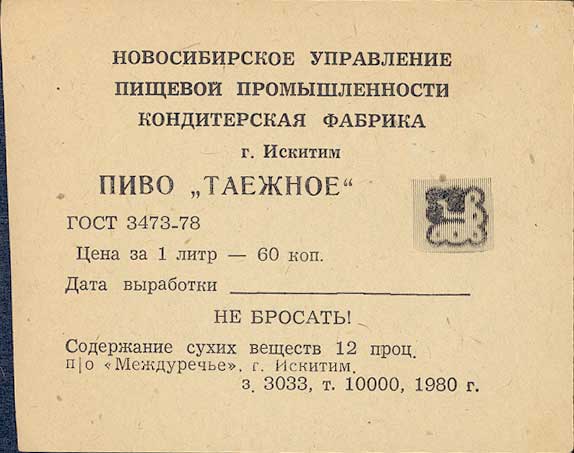 НОВОСИБИРСКОЕ УПРАВЛЕНИЕ
ПИЩЕВОЙ ПРОМЫШЛЕННОСТИ
КОНДИТЕРСКАЯ ФАБРИКА
г. Искитим
ПИВО „ТАЕЖНОЕ“
ГОСТ 3473-78
Цена за 1 литр — 60 коп.
Дата выработки
НЕ БРОСАТЬ!
Содержание сухих веществ 12 проц.
п|о «Междуречье». г. Искитим.
з. 3033, т. 10000, 1980 г.